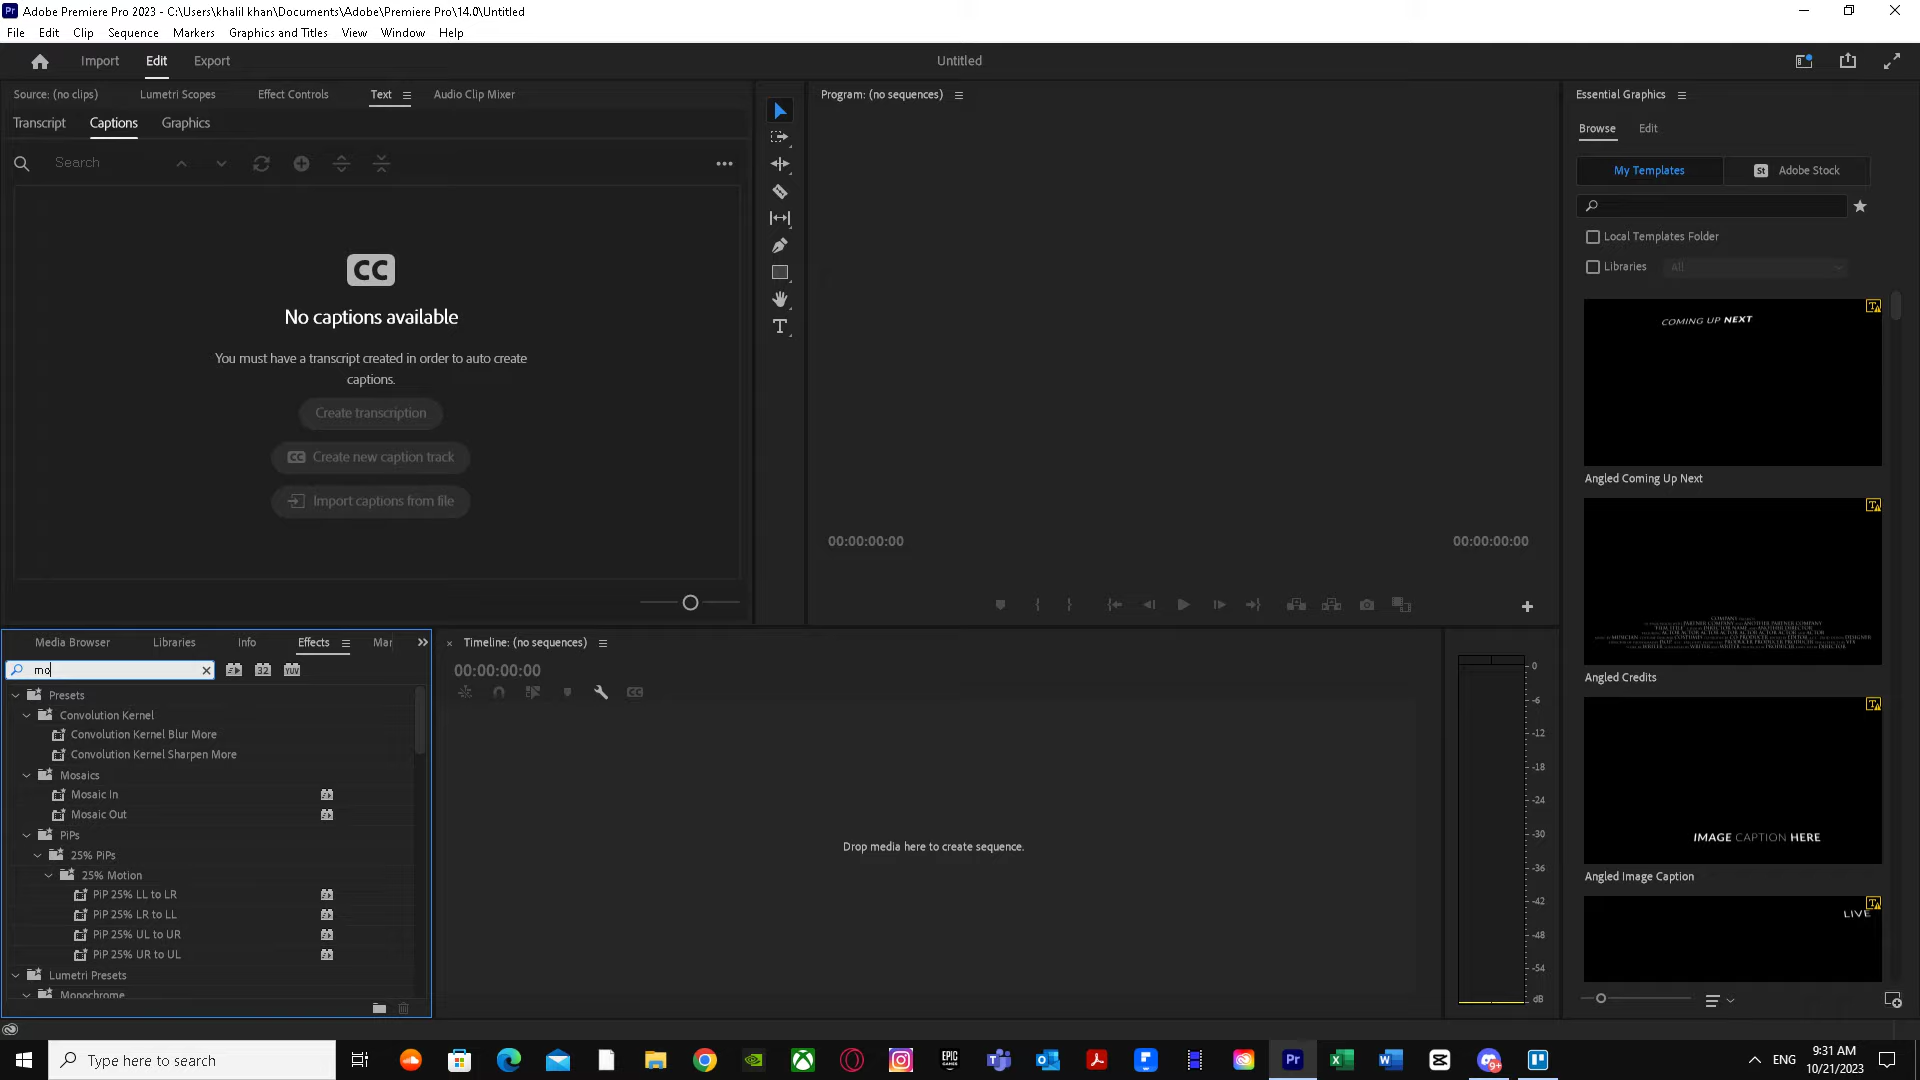 Adobe Premiere Pro 2023 - C:\Users\khalil khan\Documents\Adobe\Premiere Pro\14.0\Untitled
File Edit Clip Sequence Markers Graphics and Titles View Window Help
Import Edit Export
Untitled
Source: (no clips) Lumetri Scopes Effect Controls Text Audio Clip Mixer
Transcript Captions Graphics
Search
CC
No captions available
You must have a transcript created in order to auto create
captions.
Create transcription
CC Create new caption track
Import captions from file
Program: (no sequences)
00:00:00:00
00:00:00:00
Essential Graphics
Browse Edit
My Templates
St Adobe Stock
Local Templates Folder
Libraries All
COMING UP NEXT
Angled Coming Up Next
Angled Credits
IMAGE CAPTION HERE
Angled Image Caption
LIVE
Media Browser Libraries Info Effects Mar
mo
32 YUV
Presets
Convolution Kernel
Convolution Kernel Blur More
Convolution Kernel Sharpen More
Mosaics
Mosaic In
Mosaic Out
PiPs
25% PiPs
25% Motion
PiP 25% LL to LR
PiP 25% LR to LL
PiP 25% UL to UR
PiP 25% UR to UL
Lumetri Presets
Monochrome
Timeline: (no sequences)
00:00:00:00
CC
Drop media here to create sequence.
0
-6
-12
-18
-24
-30
-36
-42
-48
-54
dB
Type here to search
EPIC GAMES
Pr
9+
ENG
9:31 AM
10/21/2023